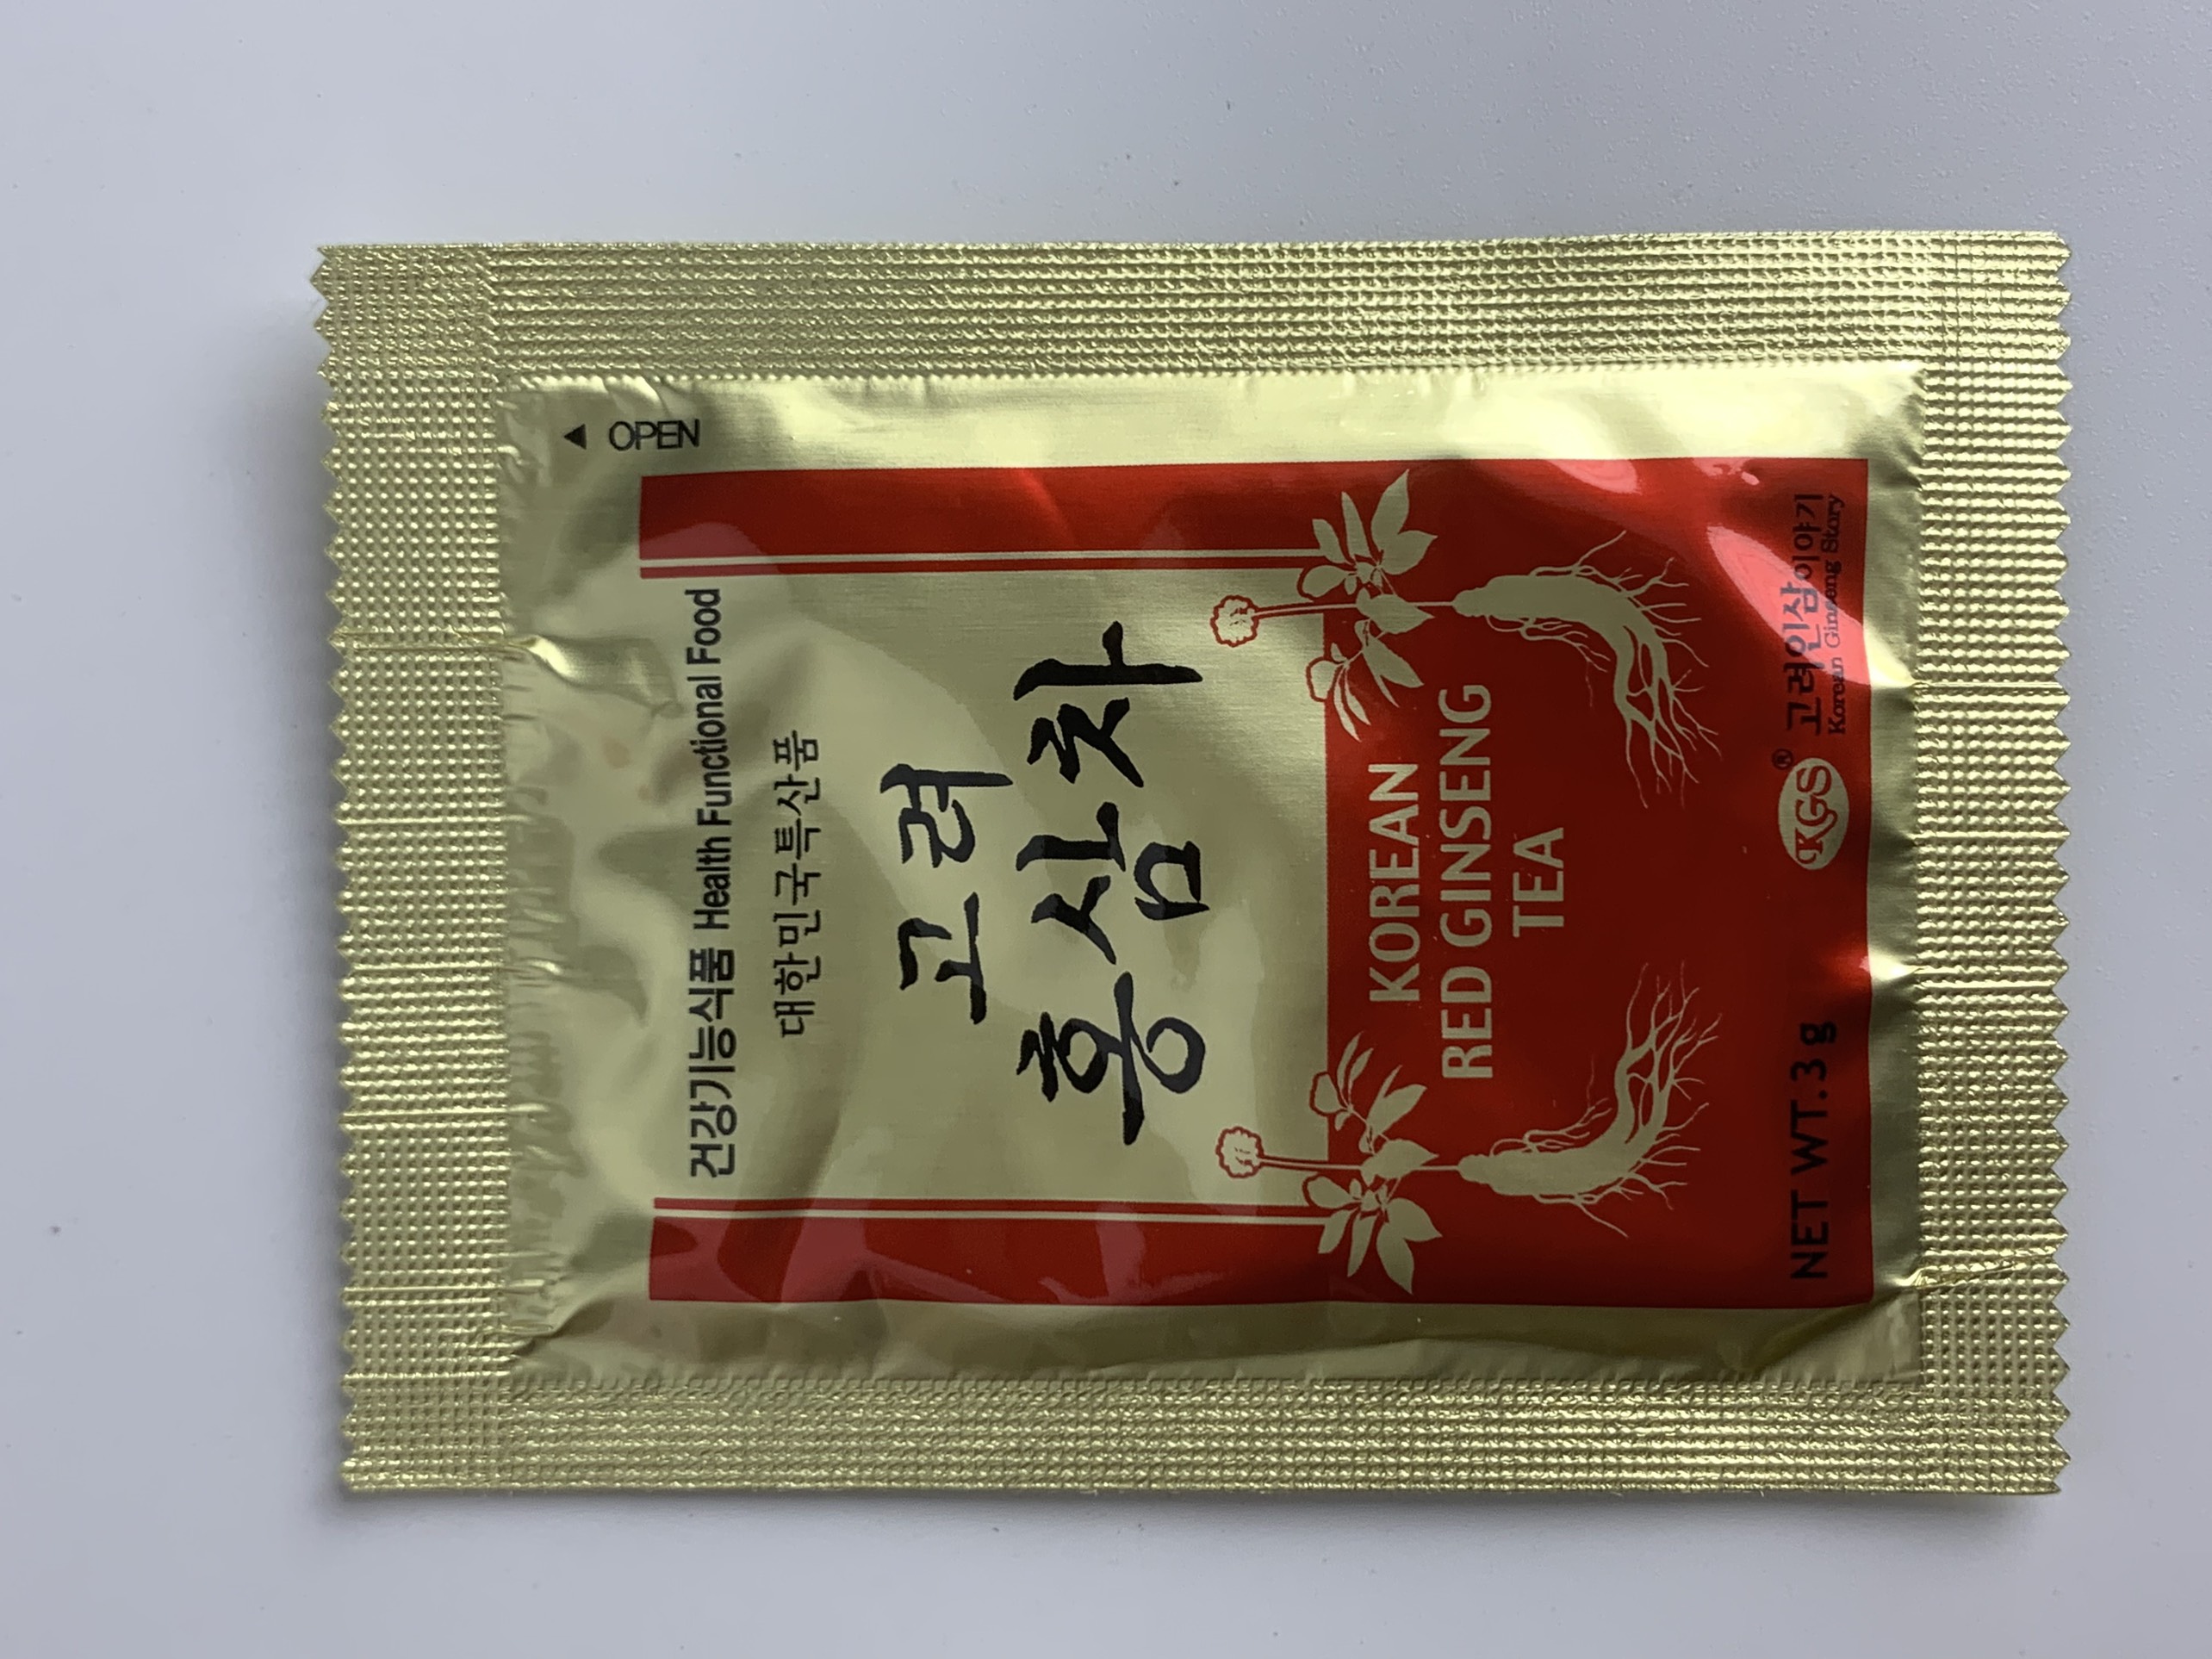 ◀ OPEN
건강기능식품 Health Functional Food
대한민국특산품
고려
홍삼차
KOREAN
RED GINSENG
TEA
NET WT.3g
KGS® 고려인삼이야기
Korean Ginseng Story